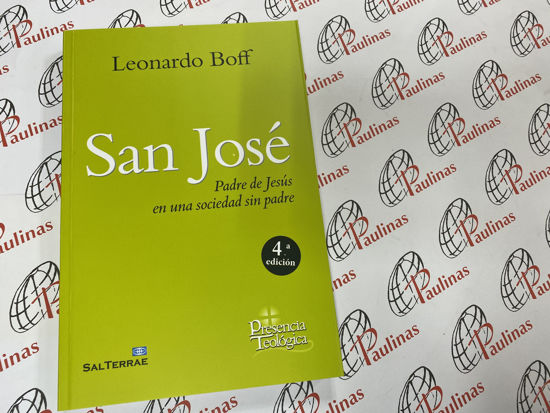 Leonardo Boff
San José
Padre de Jesús
en una sociedad sin padre
4.ª
edición
Presencia
Teológica
SALTERRAE
Paulinas
Paulinas
Paulinas
Paulinas
Paulinas
Paulinas
Paulinas
Paulinas
Paulinas
Paulinas